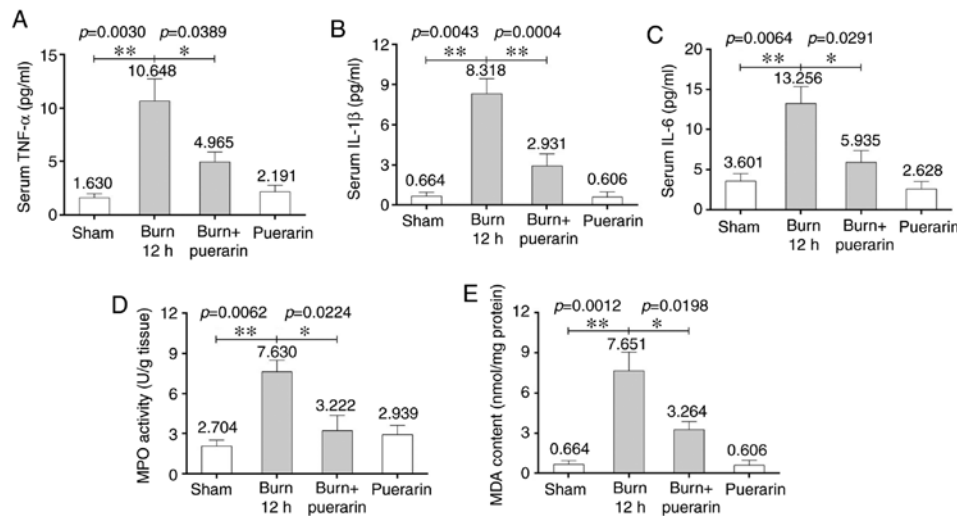 A
p=0.0030 p=0.0389
** *
Serum TNF-α (pg/ml)
15
10
5
0
1.630
10.648
4.965
2.191
Sham Burn Burn+ Puerarin
12 h puerarin
B
p=0.0043 p=0.0004
** **
Serum IL-1β (pg/ml)
9
6
3
0
0.664
8.318
2.931
0.606
Sham Burn Burn+ Puerarin
12 h puerarin
C
p=0.0064 p=0.0291
** *
Serum IL-6 (pg/ml)
20
15
10
5
0
3.601
13.256
5.935
2.628
Sham Burn Burn+ Puerarin
12 h puerarin
D
p=0.0062 p=0.0224
** *
MPO activity (U/g tissue)
12
9
6
3
0
2.704
7.630
3.222
2.939
Sham Burn Burn+ Puerarin
12 h puerarin
E
p=0.0012 p=0.0198
** *
MDA content (nmol/mg protein)
12
9
6
3
0
0.664
7.651
3.264
0.606
Sham Burn Burn+ Puerarin
12 h puerarin